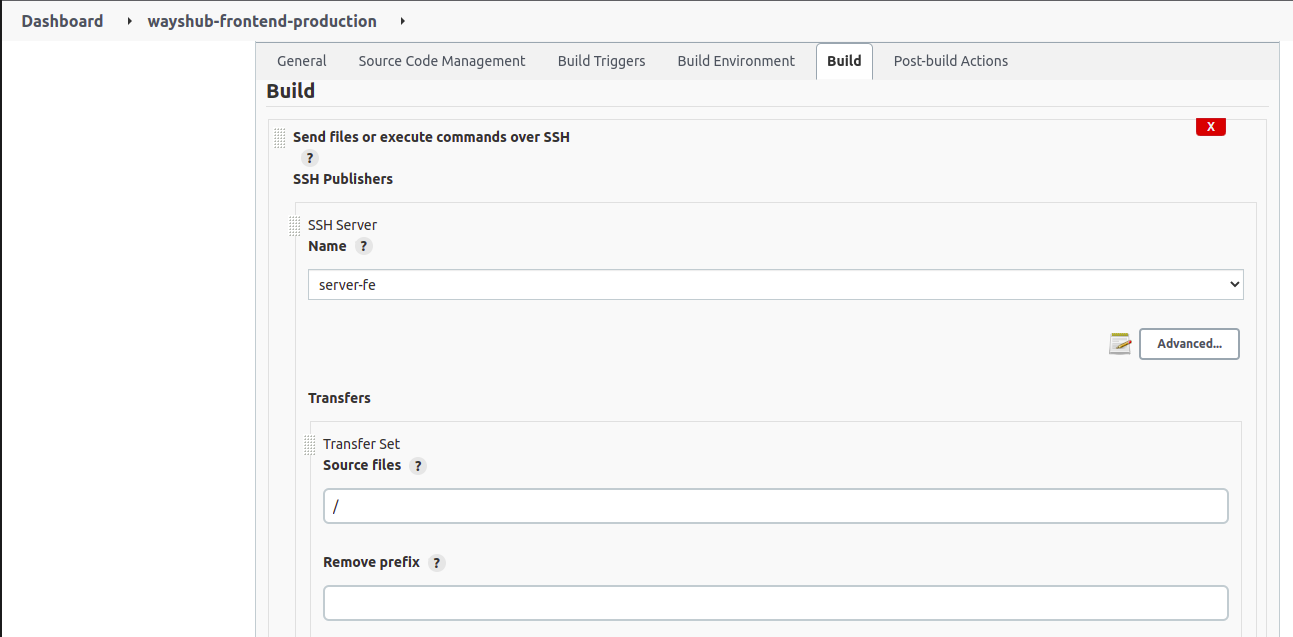 Dashboard wayshub-frontend-production
General Source Code Management Build Triggers Build Environment Build Post-build Actions
Build
Send files or execute commands over SSH
X
?
SSH Publishers
SSH Server
Name ?
server-fe
Advanced...
Transfers
Transfer Set
Source files ?
/
Remove prefix ?